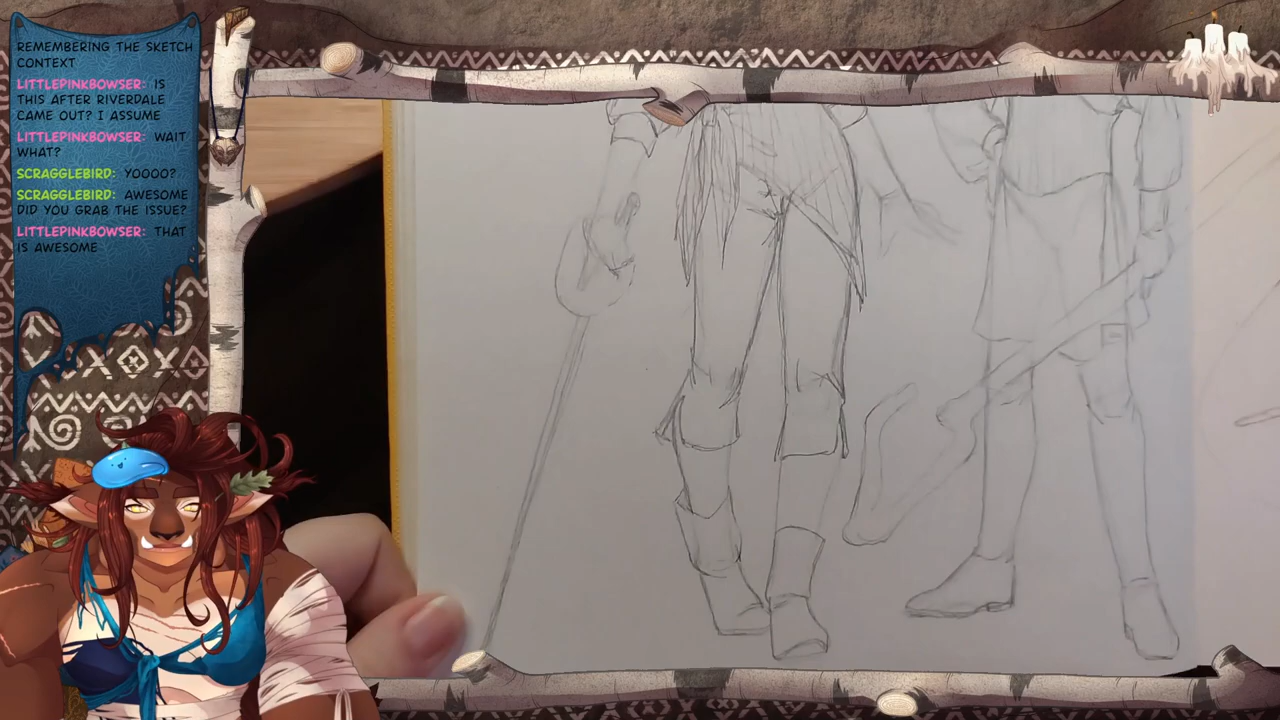 REMEMBERING THE SKETCH
CONTEXT
LITTLEPINKBOWSER: IS
THIS AFTER RIVERDALE
CAME OUT? I ASSUME
LITTLEPINKBOWSER: WAIT
WHAT?
SCRAGGLEBIRD: YOOOO?
SCRAGGLEBIRD: AWESOME
DID YOU GRAB THE ISSUE?
LITTLEPINKBOWSER: THAT
IS AWESOME